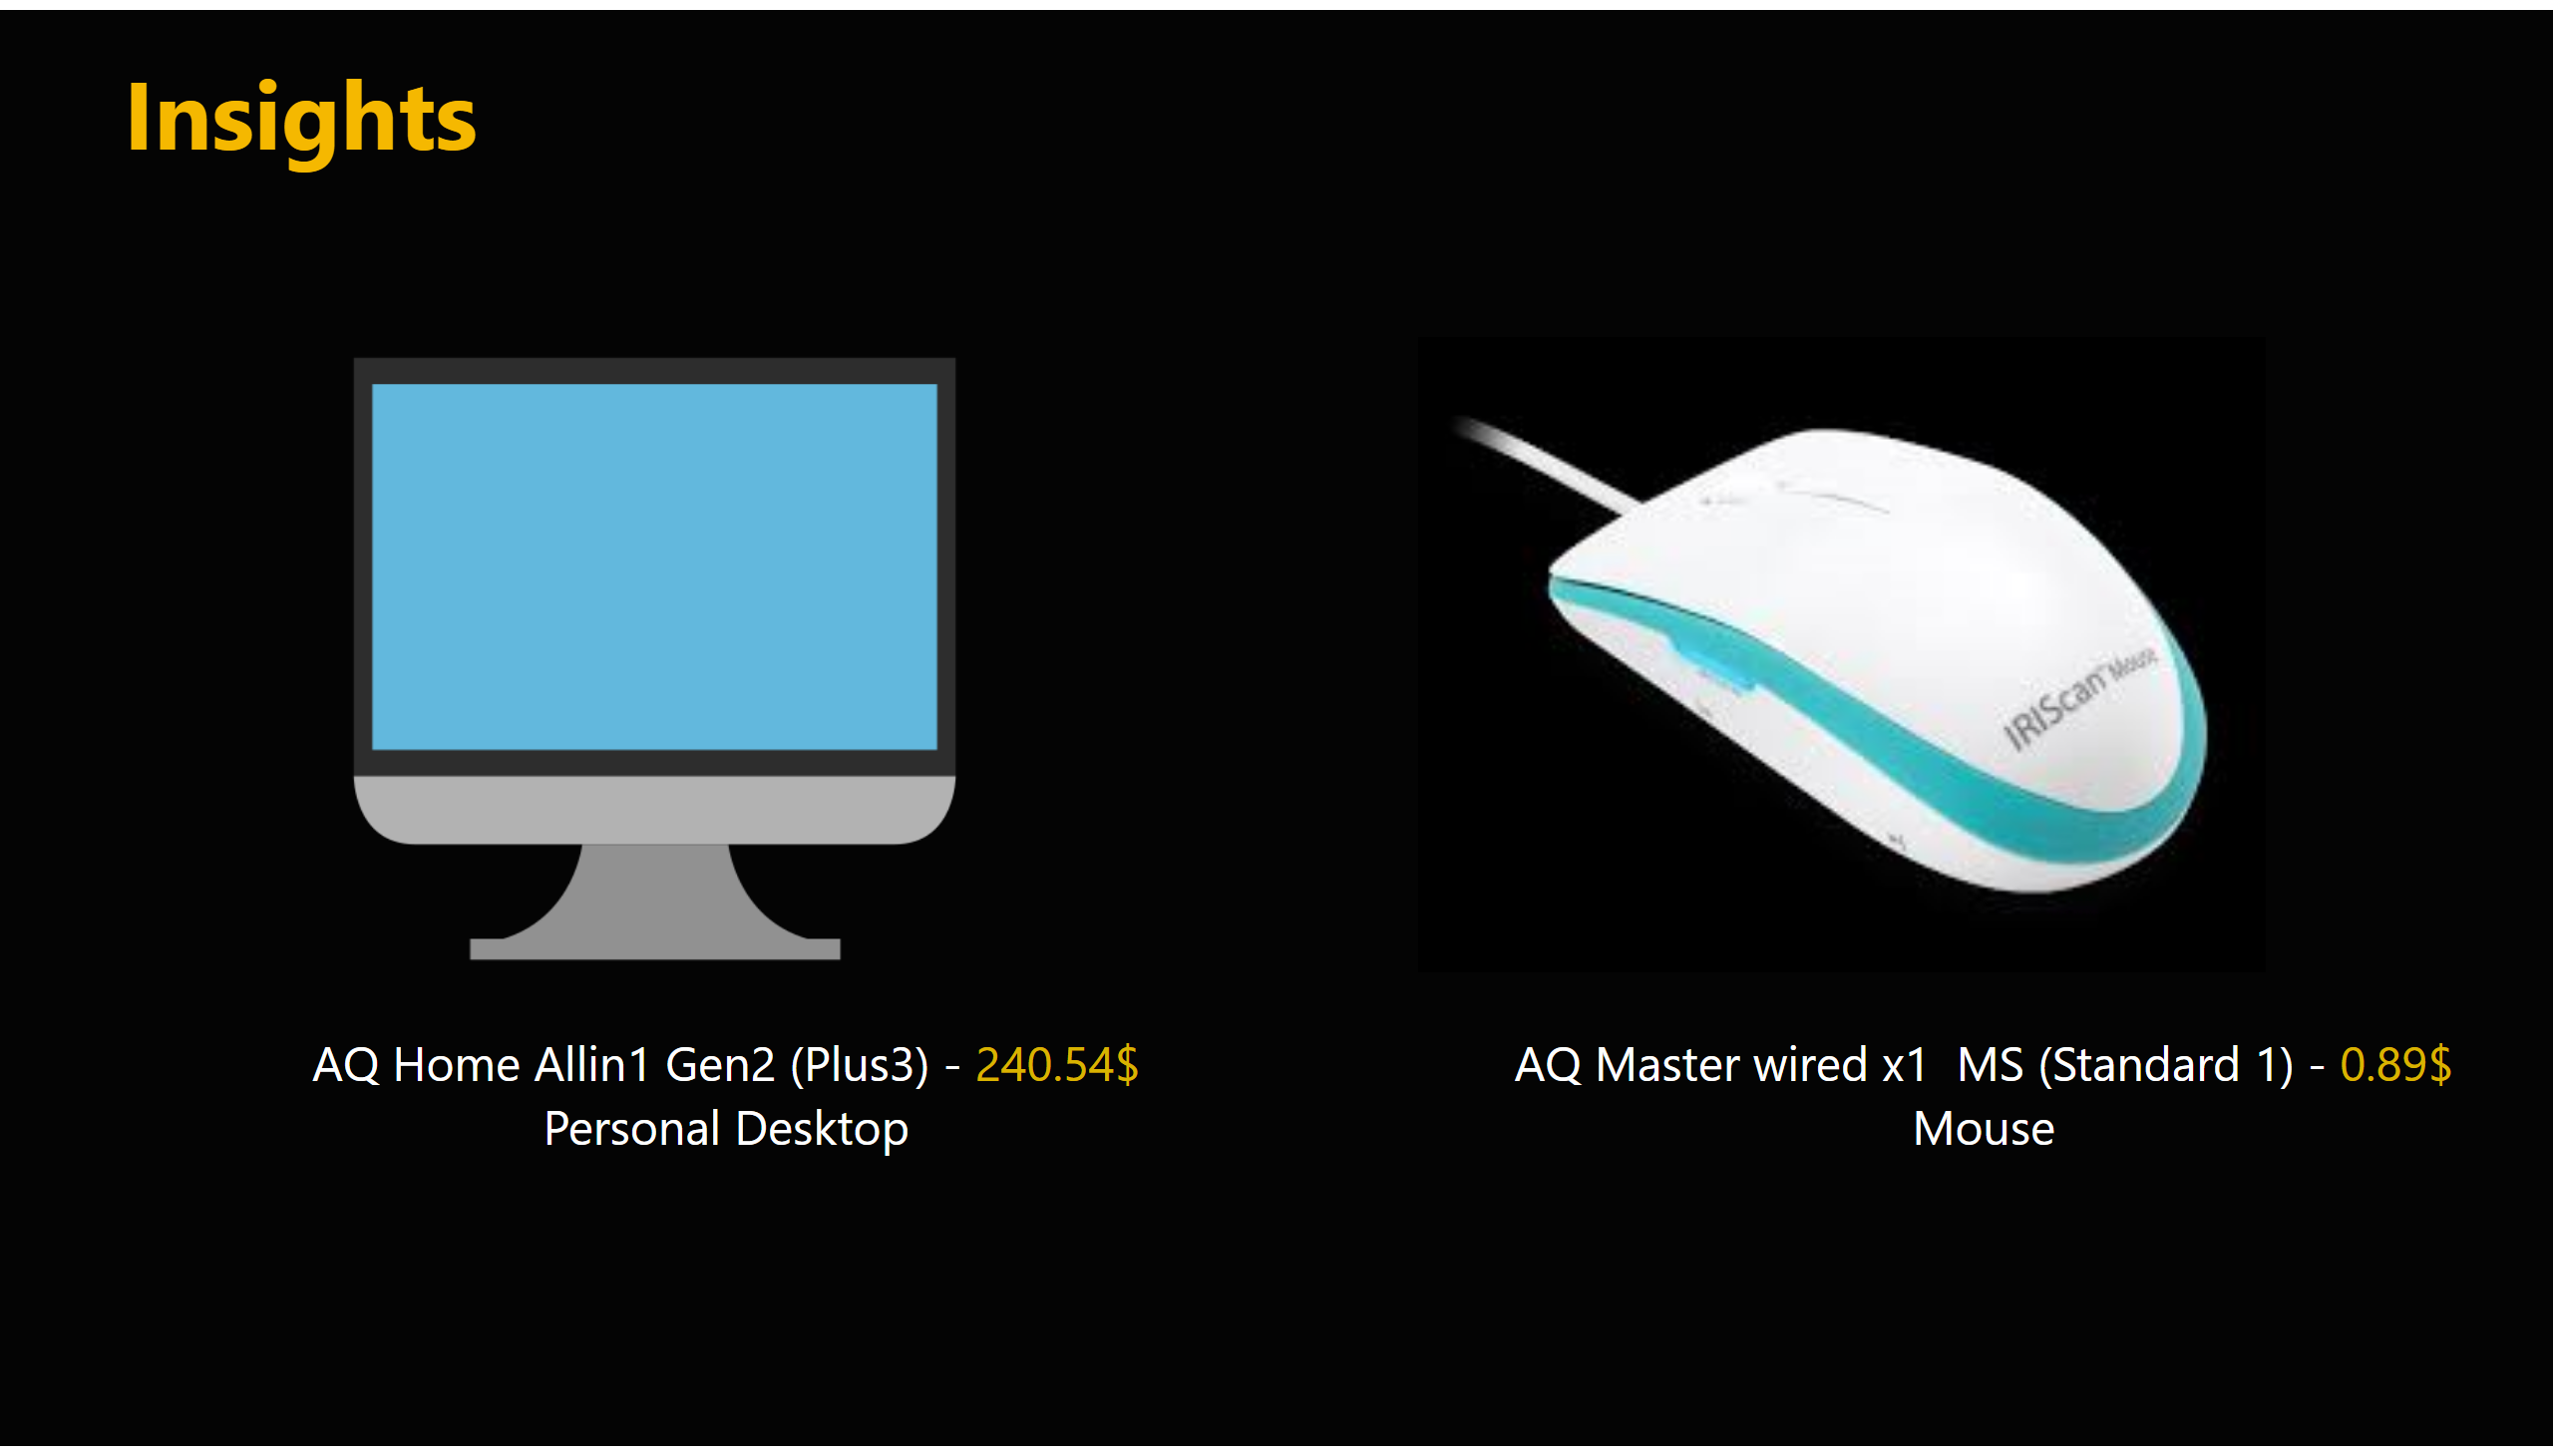 Insights
IRIScan™Mouse
AQ Home Allin1 Gen2 (Plus3) - 240.54$
Personal Desktop
AQ Master wired x1  MS (Standard 1) - 0.89$
Mouse